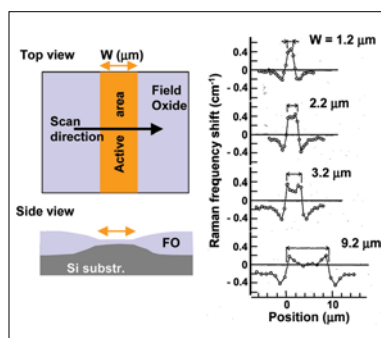 Top view
W (μm)
Active area
Field
Oxide
Scan
direction
Side view
FO
Si substr.
Raman frequency shift (cm⁻¹)
W = 1.2 μm
0.4
0
- 0.4
2.2 μm
0.4
0
- 0.4
3.2 μm
0.4
0
- 0.4
9.2 μm
0.4
0
- 0.4
0
10
Position (μm)